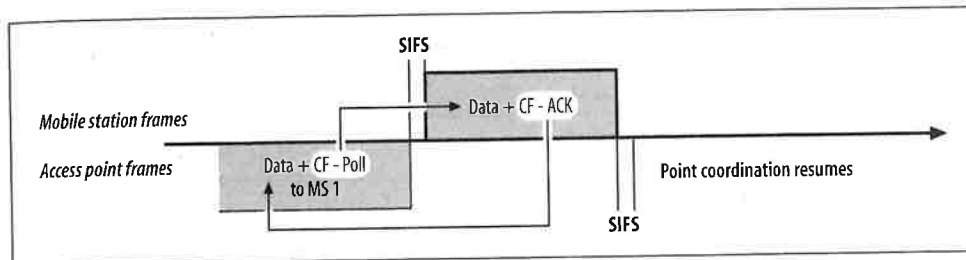 SIFS
Mobile station frames
Data + CF - ACK
Access point frames
Data + CF - Poll
to MS 1
Point coordination resumes
SIFS